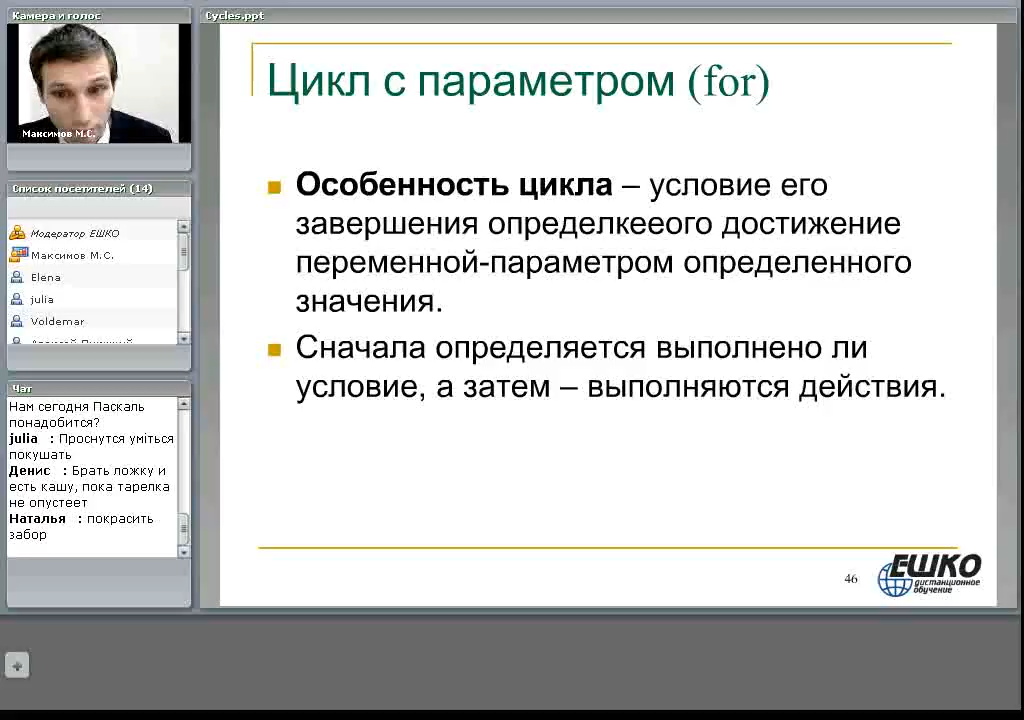 Камера и голос
Максимов М.С.
Список посетителей (14)
Модератор ЕШКО
Максимов М.С.
Elena
julia
Voldemar
Чат
Нам сегодня Паскаль
понадобится?
julia : Проснутся умiться
покушать
Денис : Брать ложку и
есть кашу, пока тарелка
не опустеет
Наталья : покрасить
забор
Cycles.ppt
Цикл с параметром (for)
Особенность цикла – условие его
завершения определкееого достижение
переменной-параметром определенного
значения.
Сначала определяется выполнено ли
условие, а затем – выполняются действия.
46
ЕШКО
дистанционное
обучение